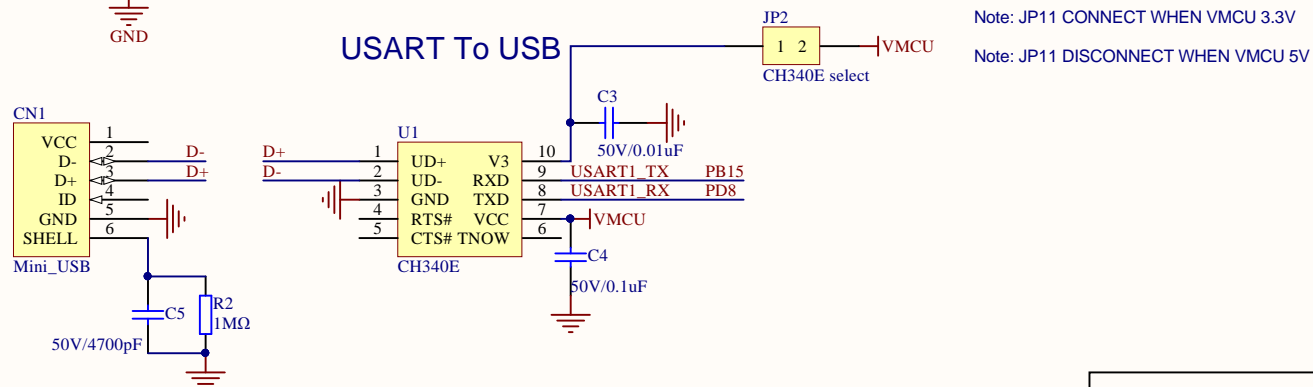 GND
USART To USB
JP2
1 2
VMCU
CH340E select
Note: JP11 CONNECT WHEN VMCU 3.3V
Note: JP11 DISCONNECT WHEN VMCU 5V
C3
50V/0.01uF
CN1
VCC 1
D- 2 D-
D+ 3 D+
ID 4
GND 5
SHELL 6
Mini_USB
C5
50V/4700pF
R2
1MΩ
U1
D+ 1 UD+ V3 10
D- 2 UD- RXD 9 USART1_TX PB15
3 GND TXD 8 USART1_RX PD8
4 RTS# VCC 7 VMCU
5 CTS# TNOW 6
CH340E
C4
50V/0.1uF